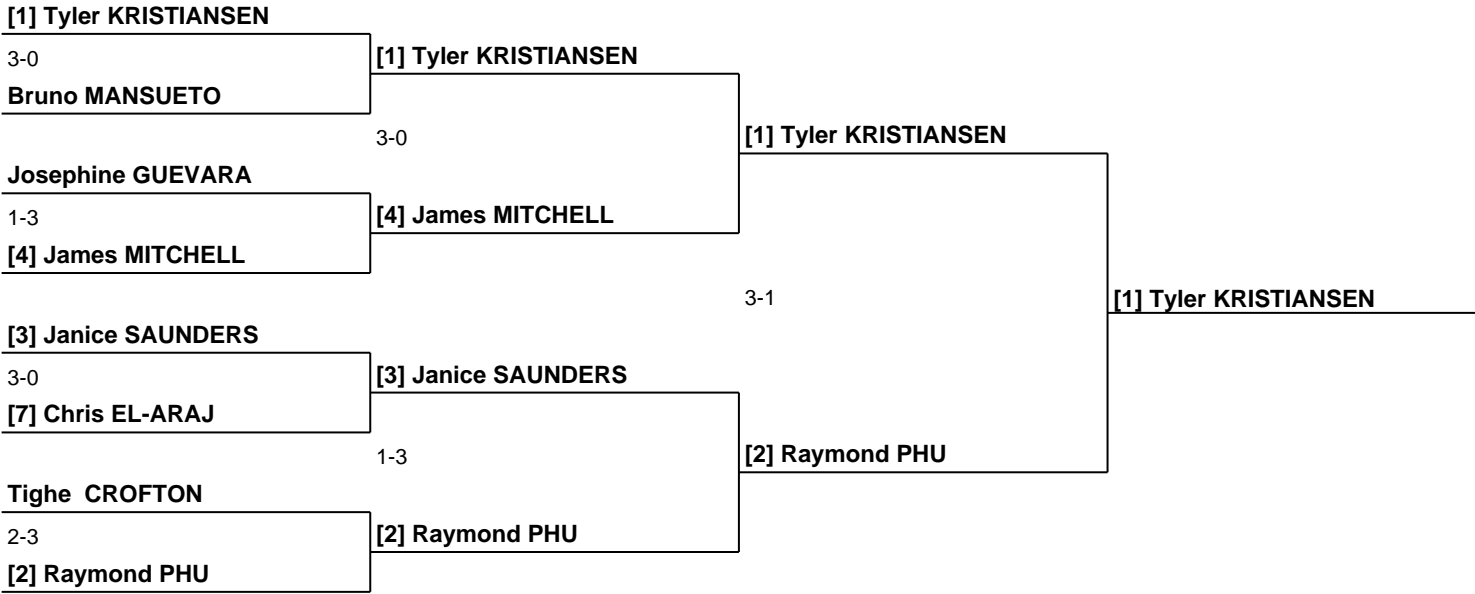 [1] Tyler KRISTIANSEN
3-0
[1] Tyler KRISTIANSEN
Bruno MANSUETO
3-0
[1] Tyler KRISTIANSEN
Josephine GUEVARA
1-3
[4] James MITCHELL
[4] James MITCHELL
3-1
[1] Tyler KRISTIANSEN
[3] Janice SAUNDERS
3-0
[3] Janice SAUNDERS
[7] Chris EL-ARAJ
1-3
[2] Raymond PHU
Tighe CROFTON
2-3
[2] Raymond PHU
[2] Raymond PHU